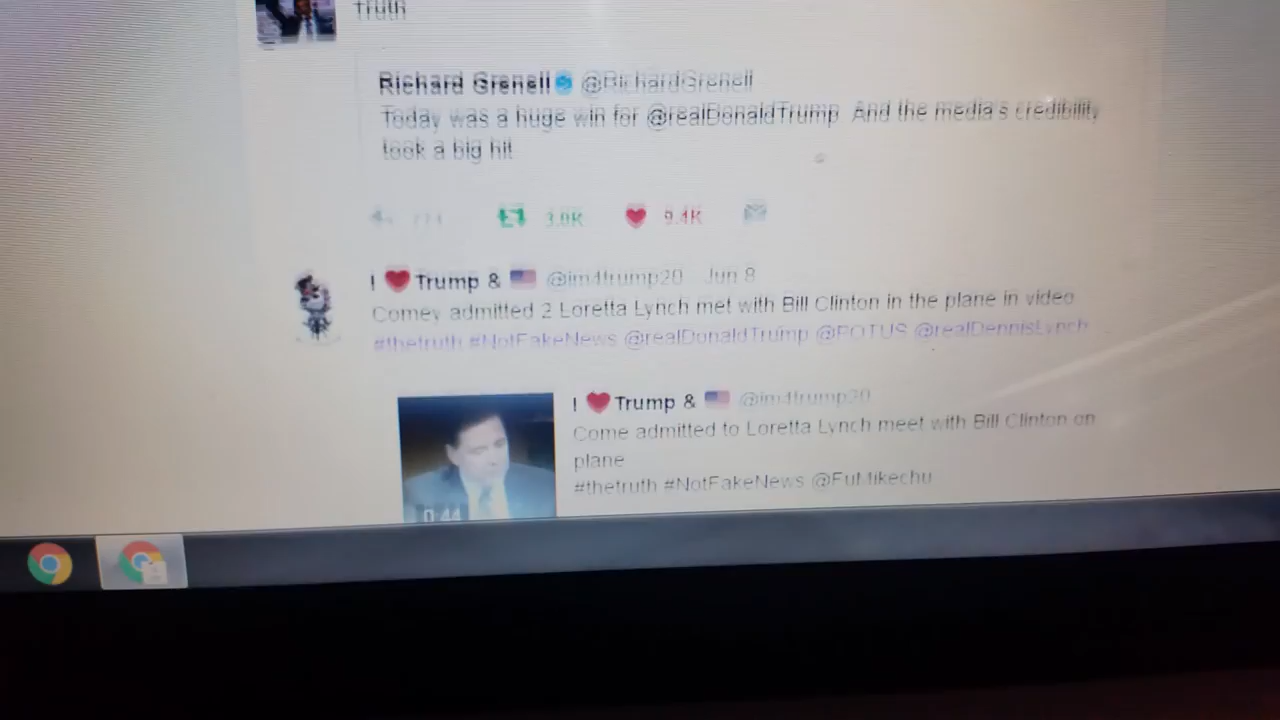 Truth
Richard Grenell @RichardGrenell
Today was a huge win for @realDonaldTrump And the media's credibility
took a big hit
3.0K 9.4K
I ❤ Trump & 🇺🇸 @im4trump20 Jun 8
Comey admitted 2 Loretta Lynch met with Bill Clinton in the plane in video
#thetruth #NotFakeNews @realDonaldTrump @POTUS @realDennisLynch
I ❤ Trump & 🇺🇸 @im4trump20
Come admitted to Loretta Lynch meet with Bill Clinton on
plane
#thetruth #NotFakeNews @FuMikechu
0:44